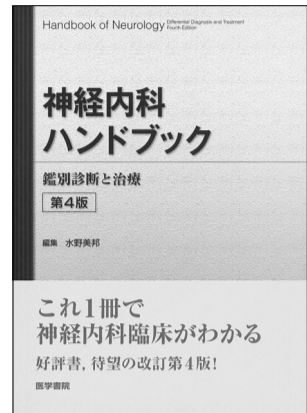 Handbook of Neurology Differential Diagnosis and Treatment
Fourth Edition
神経内科
ハンドブック
鑑別診断と治療
第4版
編集 水野美邦
これ1冊で
神経内科臨床がわかる
好評書，待望の改訂第4版!
医学書院